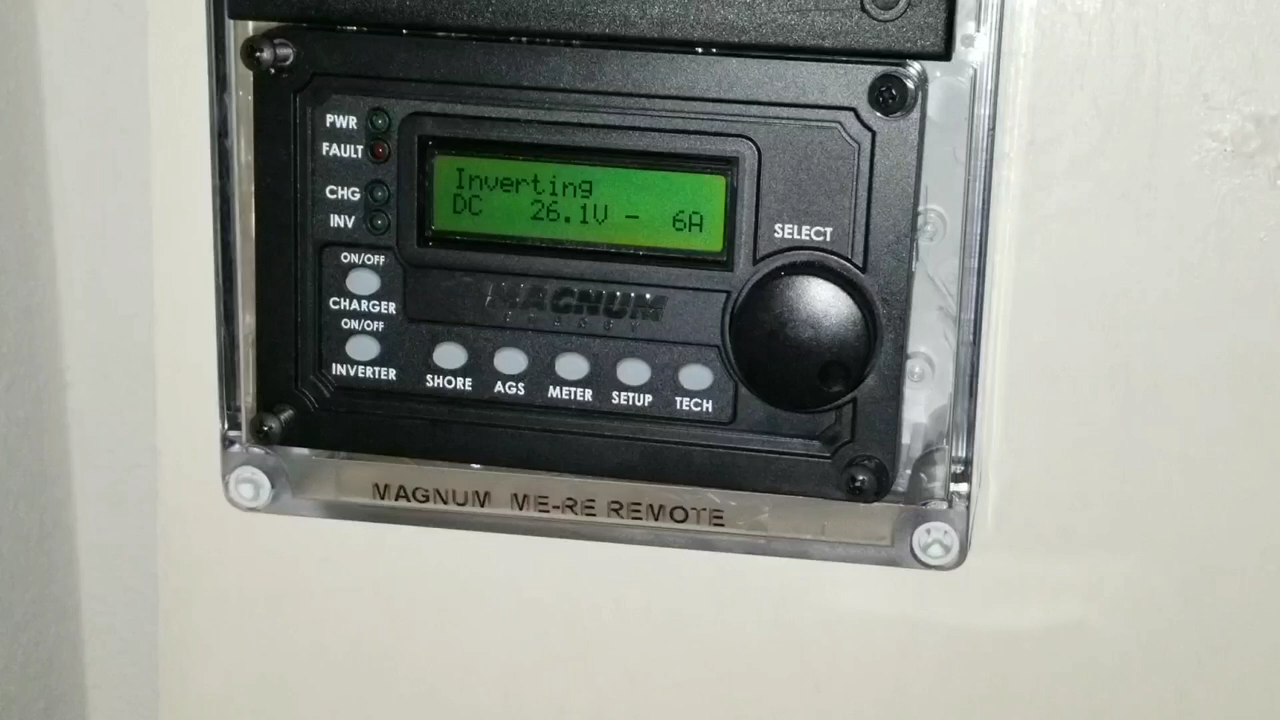 PWR
FAULT
CHG
INV
Inverting
DC 26.1V - 6A
SELECT
ON/OFF
CHARGER
ON/OFF
INVERTER
MAGNUM
ENERGY
SHORE
AGS
METER
SETUP
TECH
MAGNUM ME-RE REMOTE